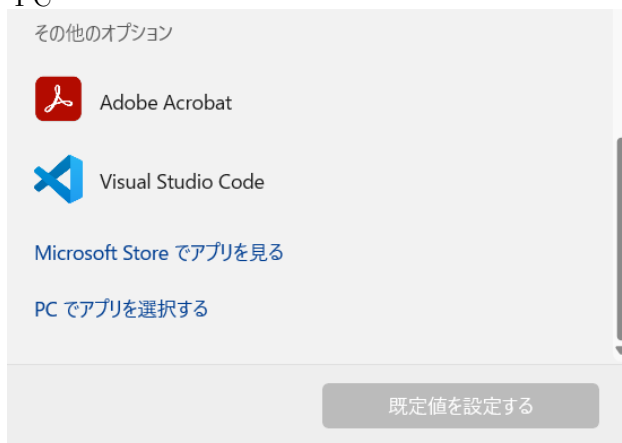 PC
その他のオプション
Adobe Acrobat
Visual Studio Code
Microsoft Store でアプリを見る
PC でアプリを選択する
既定値を設定する